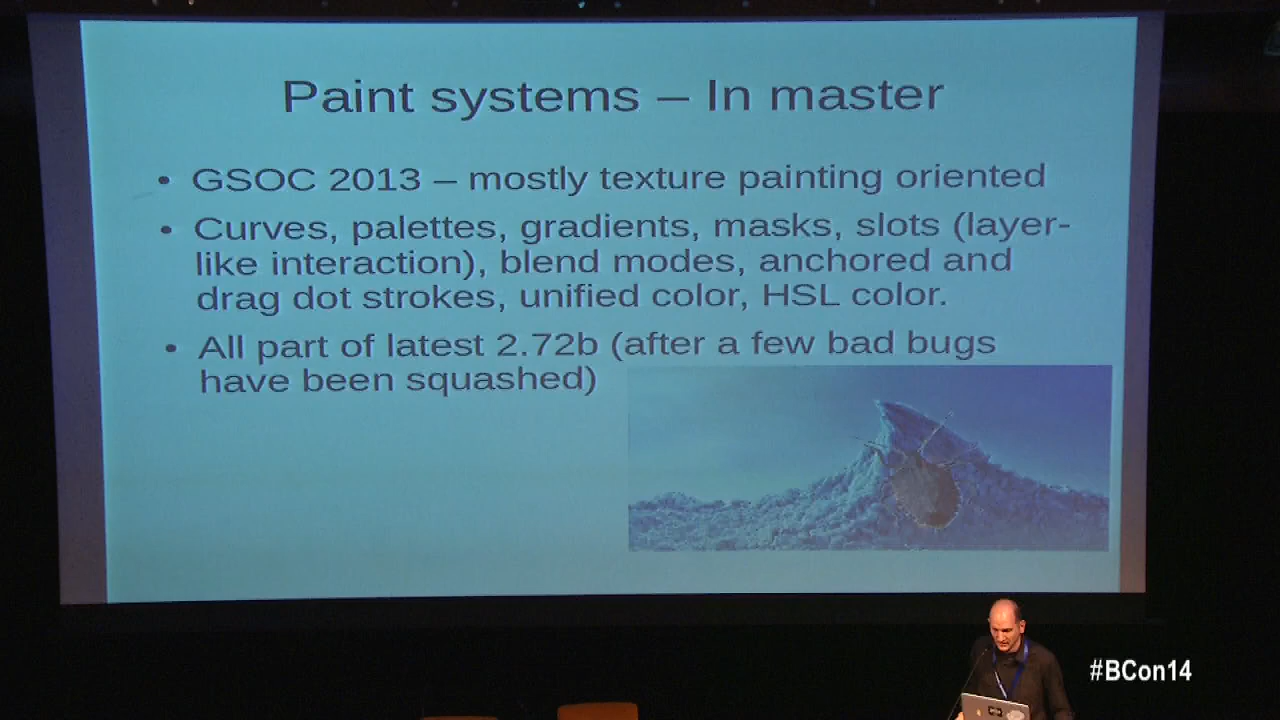 Paint systems – In master
• GSOC 2013 – mostly texture painting oriented
• Curves, palettes, gradients, masks, slots (layer-
like interaction), blend modes, anchored and
drag dot strokes, unified color, HSL color.
• All part of latest 2.72b (after a few bad bugs
have been squashed)
#BCon14